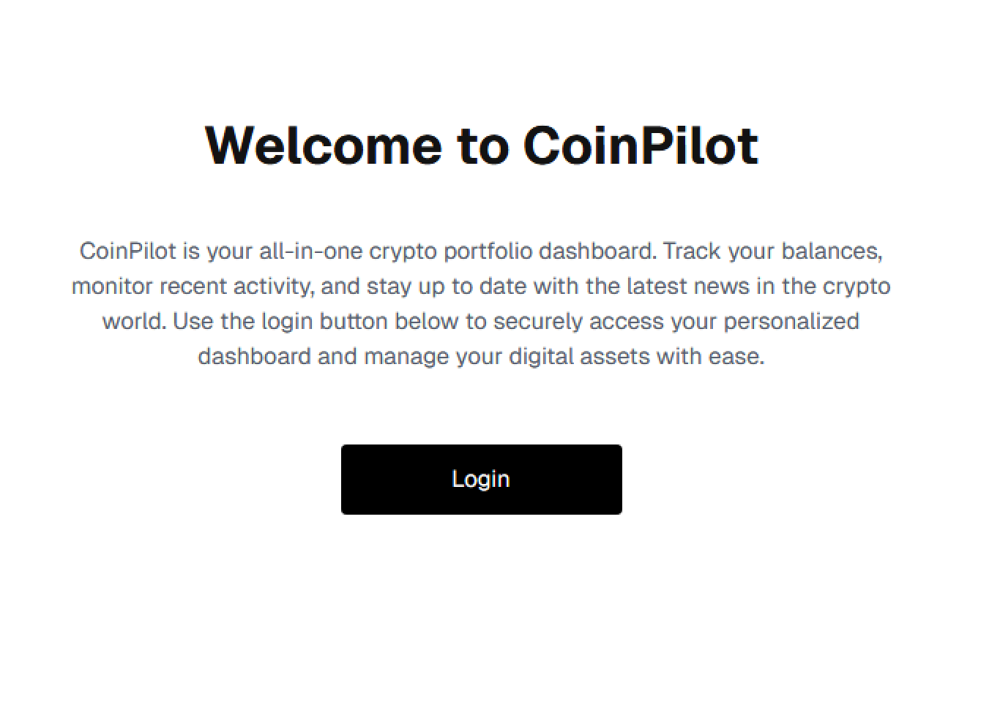 Welcome to CoinPilot
CoinPilot is your all-in-one crypto portfolio dashboard. Track your balances,
monitor recent activity, and stay up to date with the latest news in the crypto
world. Use the login button below to securely access your personalized
dashboard and manage your digital assets with ease.
Login